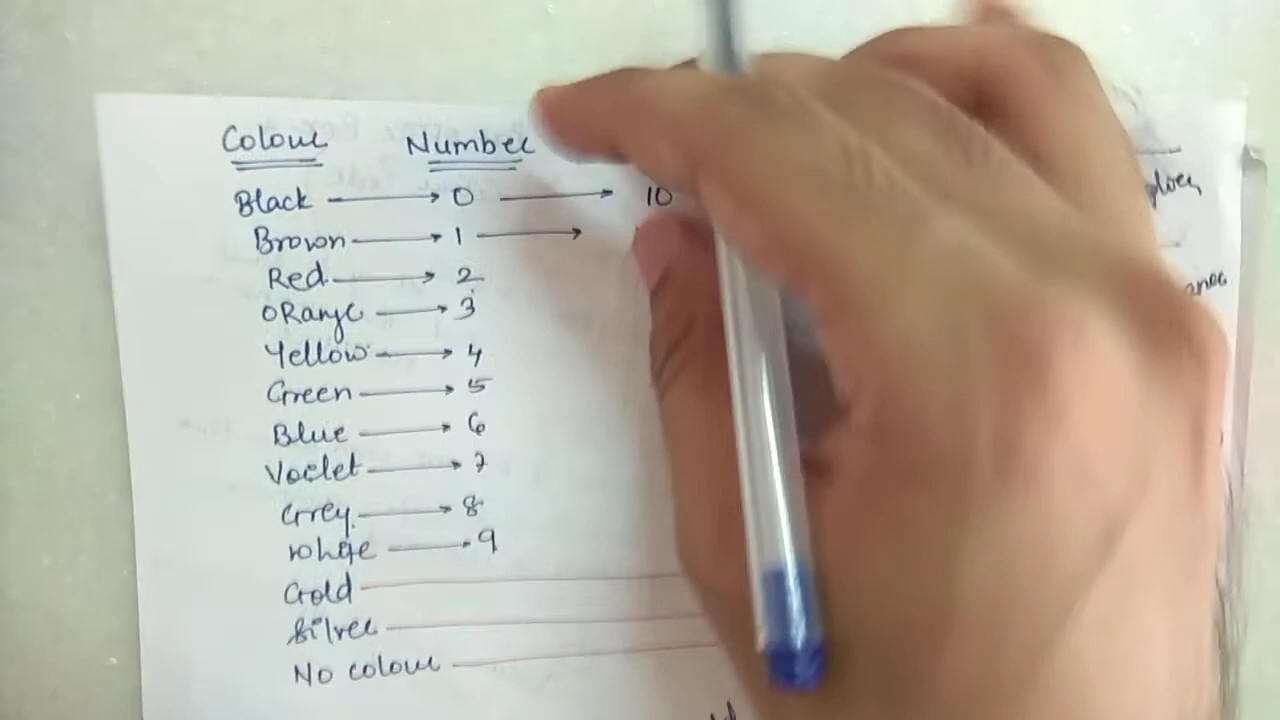 Colour Number
Black → 0 → 10
Brown → 1 →
Red → 2
ORange → 3
Yellow → 4
Green → 5
Blue → 6
Voilet → 7
Grey → 8
White → 9
Gold
Silver
No colour